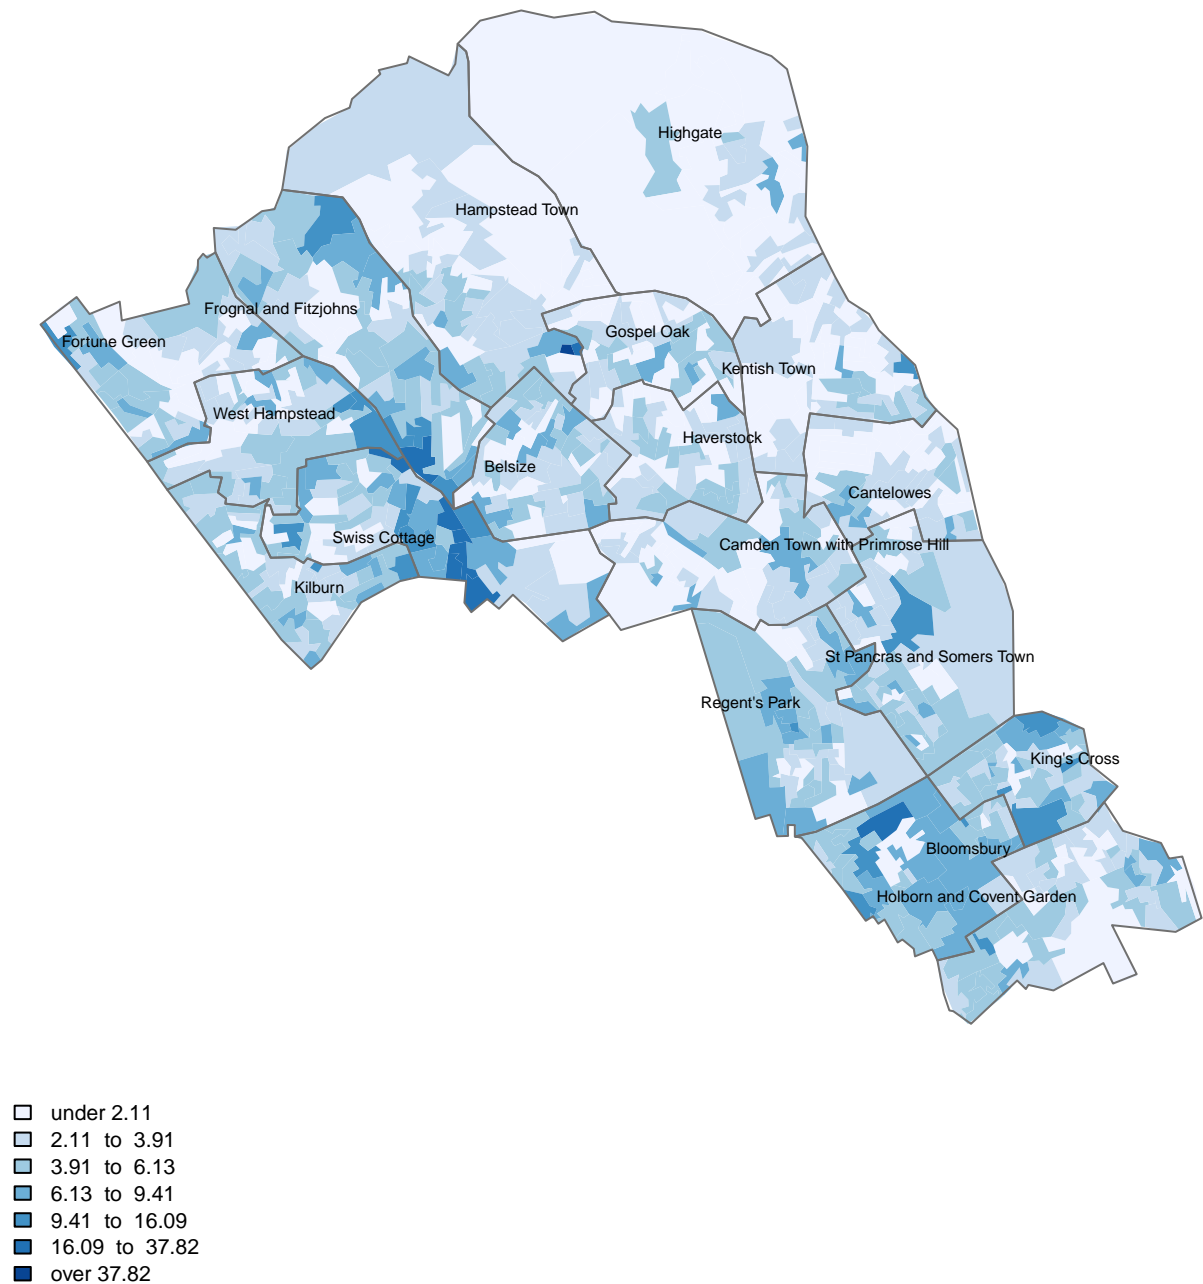 Highgate
Hampstead Town
Frognal and Fitzjohns
Gospel Oak
Fortune Green
Kentish Town
West Hampstead
Haverstock
Belsize
Cantelowes
Swiss Cottage
Camden Town with Primrose Hill
Kilburn
St Pancras and Somers Town
Regent's Park
King's Cross
Bloomsbury
Holborn and Covent Garden
under 2.11
2.11 to 3.91
3.91 to 6.13
6.13 to 9.41
9.41 to 16.09
16.09 to 37.82
over 37.82